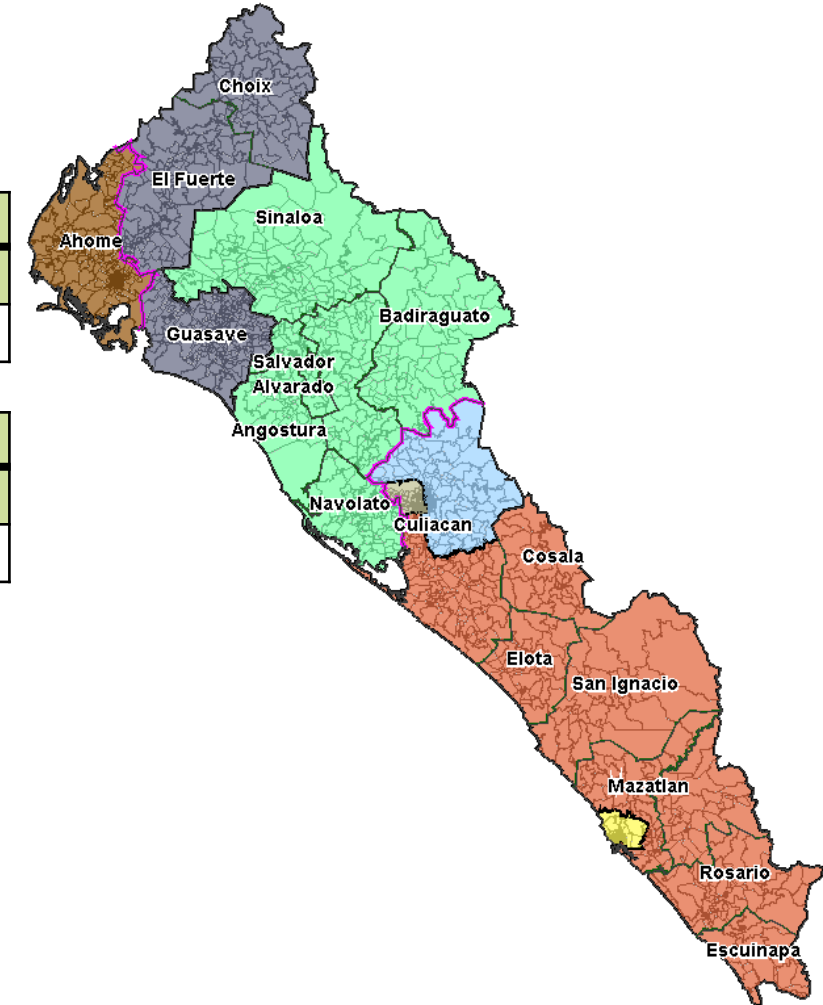 Choix
El Fuerte
Sinaloa
Ahome
Badiraguato
Guasave
Salvador
Alvarado
Angostura
Navolato
Culiacan
Cosala
Elota
San Ignacio
Mazatlan
Rosario
Escuinapa